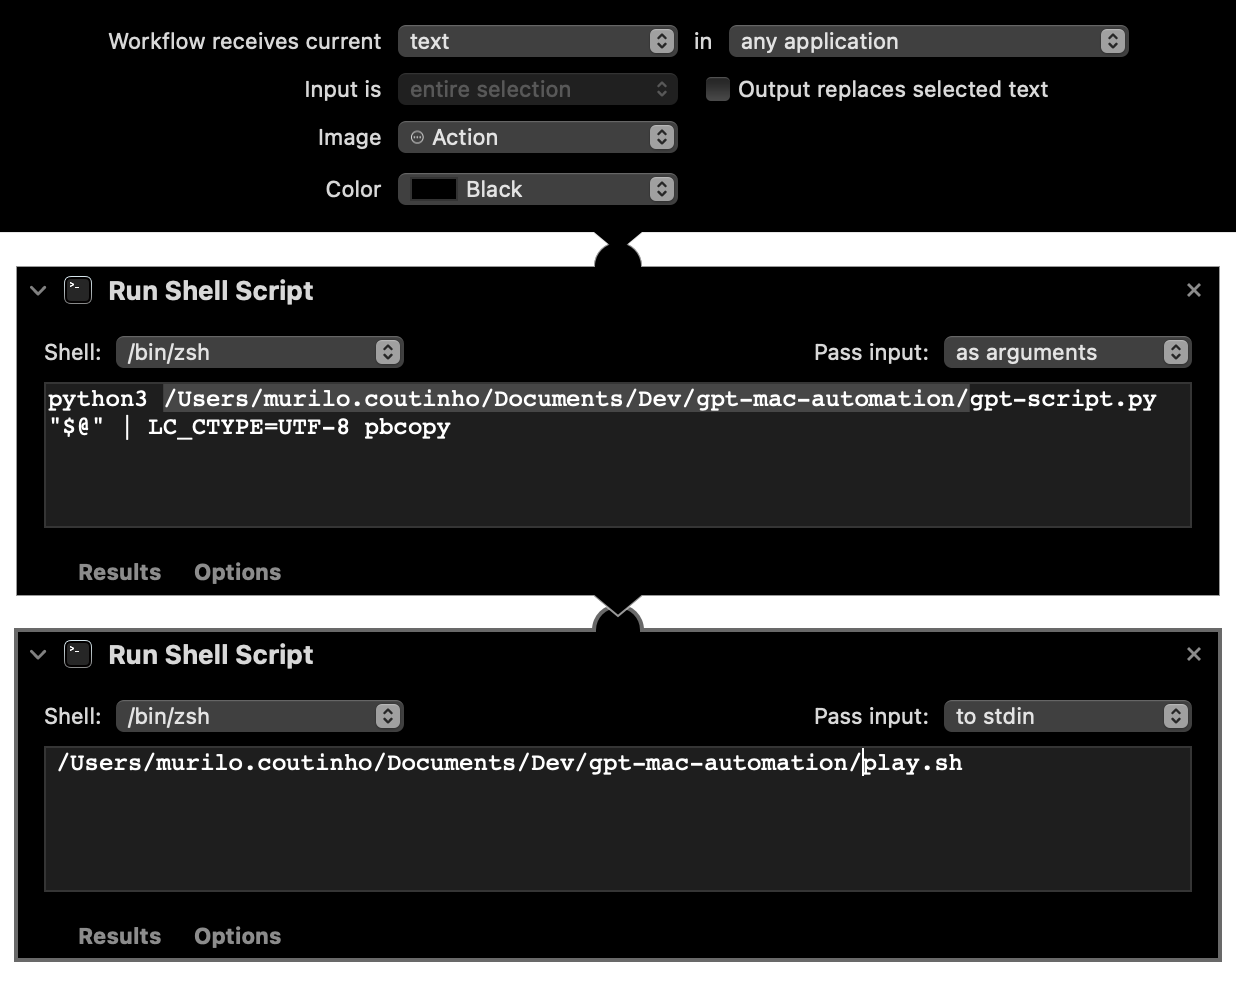 Workflow receives current text in any application
Input is entire selection Output replaces selected text
Image Action
Color Black
Run Shell Script
Shell: /bin/zsh Pass input: as arguments
python3 /Users/murilo.coutinho/Documents/Dev/gpt-mac-automation/gpt-script.py
"$@" | LC_CTYPE=UTF-8 pbcopy
Results Options
Run Shell Script
Shell: /bin/zsh Pass input: to stdin
/Users/murilo.coutinho/Documents/Dev/gpt-mac-automation/play.sh
Results Options